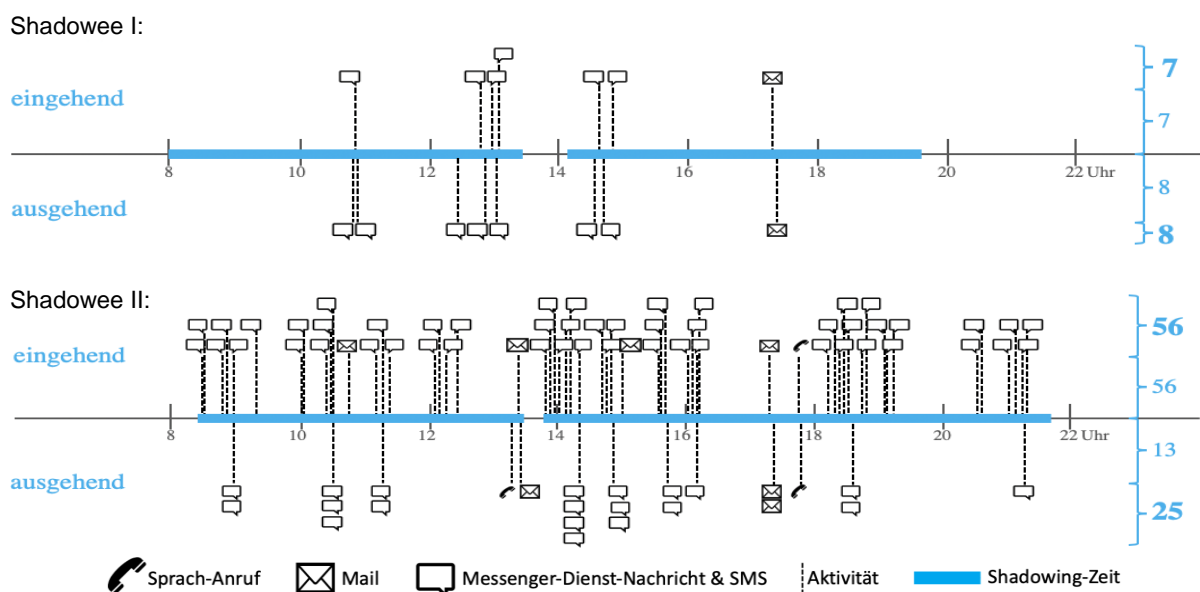 Shadowee I:
7
eingehend
7
8 10 12 14 16 18 20 22 Uhr
8
ausgehend
8
Shadowee II:
56
eingehend
56
8 10 12 14 16 18 20 22 Uhr
13
ausgehend
25
Sprach-Anruf Mail Messenger-Dienst-Nachricht & SMS Aktivität Shadowing-Zeit